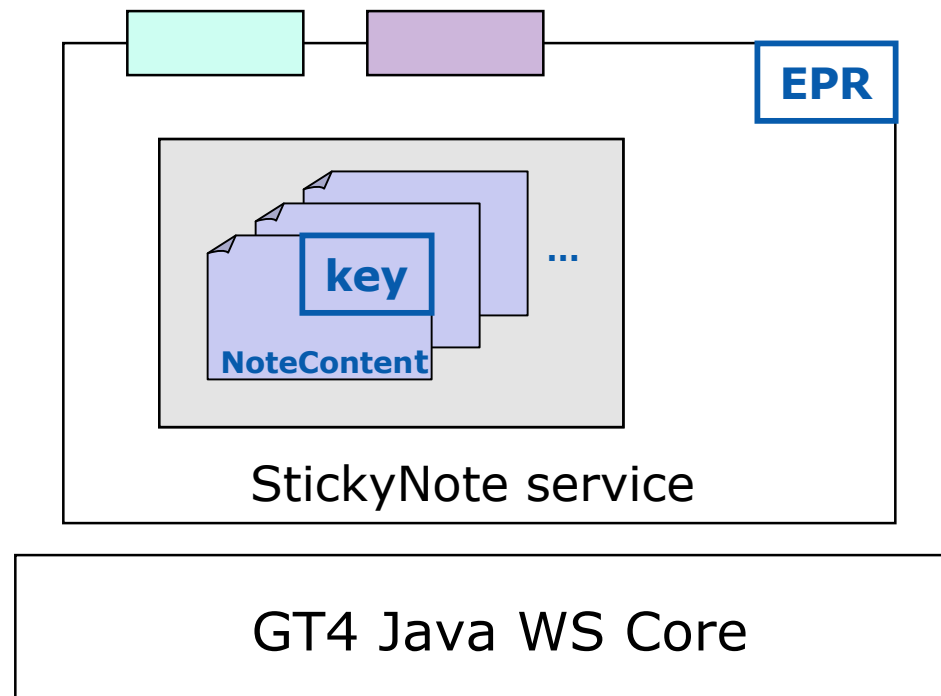 EPR
key
...
NoteContent
StickyNote service
GT4 Java WS Core